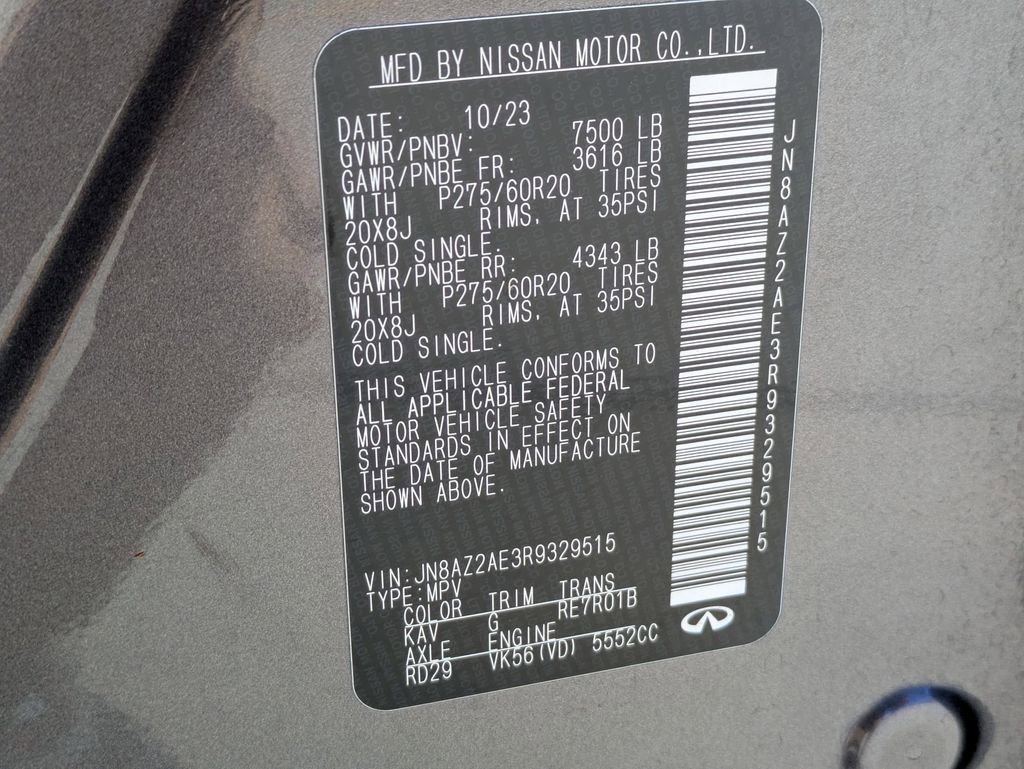 MFD BY NISSAN MOTOR CO.,LTD.
DATE: 10/23
GVWR/PNBV: 7500 LB
GAWR/PNBE FR: 3616 LB
WITH P275/60R20 TIRES
20X8J RIMS, AT 35PSI
COLD SINGLE.
GAWR/PNBE RR: 4343 LB
WITH P275/60R20 TIRES
20X8J RIMS, AT 35PSI
COLD SINGLE.
THIS VEHICLE CONFORMS TO
ALL APPLICABLE FEDERAL
MOTOR VEHICLE SAFETY
STANDARDS IN EFFECT ON
THE DATE OF MANUFACTURE
SHOWN ABOVE.
VIN:JN8AZ2AE3R9329515
TYPE:MPV
COLOR TRIM TRANS
KAV G RE7R01B
AXLE ENGINE
RD29 VK56(VD) 5552CC
JN8AZ2AE3R9329515